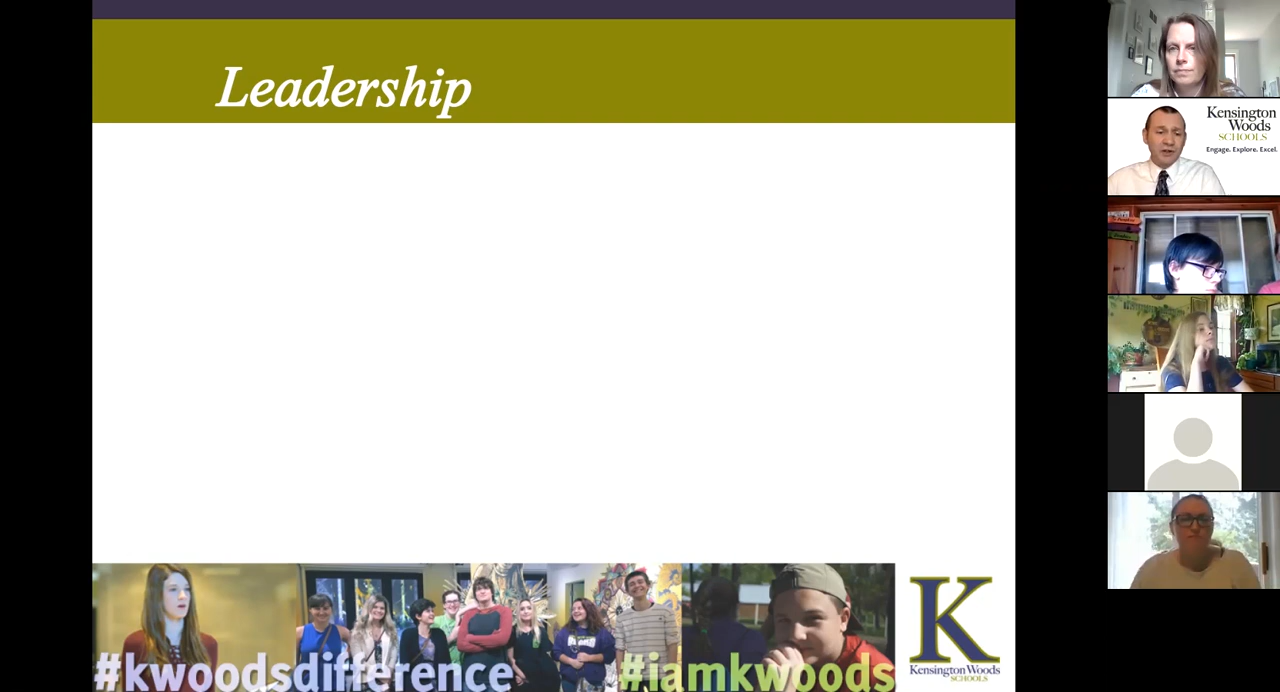 Leadership
Kensington
Woods
SCHOOLS
Engage. Explore. Excel.
#kwoodsdifference
#iamkwoods
K
Kensington Woods
SCHOOLS